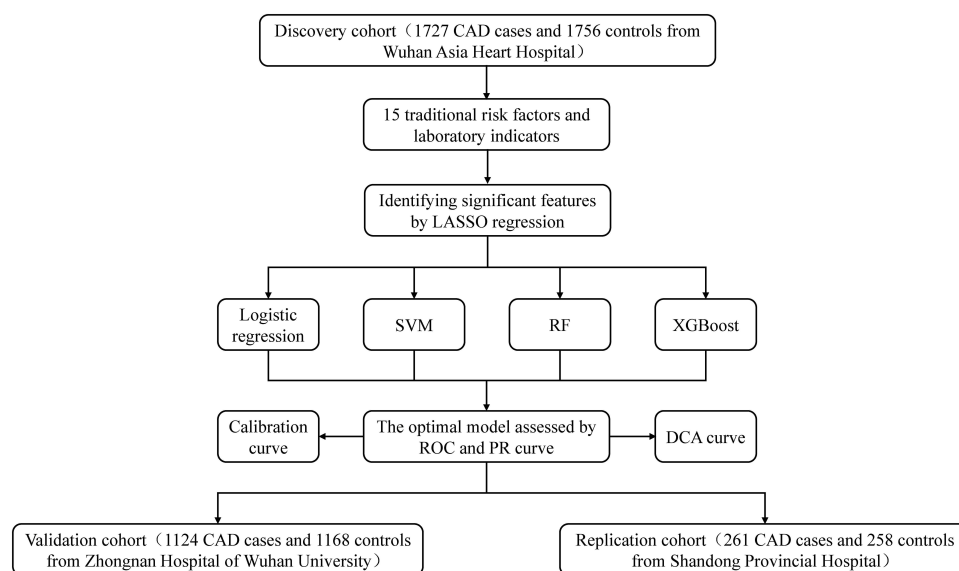 Discovery cohort（1727 CAD cases and 1756 controls from
Wuhan Asia Heart Hospital）
15 traditional risk factors and
laboratory indicators
Identifying significant features
by LASSO regression
Logistic
regression
SVM
RF
XGBoost
Calibration
curve
The optimal model assessed by
ROC and PR curve
DCA curve
Validation cohort（1124 CAD cases and 1168 controls
from Zhongnan Hospital of Wuhan University）
Replication cohort（261 CAD cases and 258 controls
from Shandong Provincial Hospital）